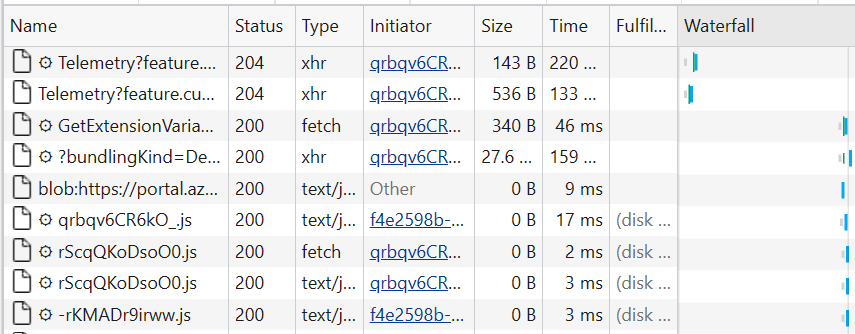 Name Status Type Initiator Size Time Fulfil... Waterfall
Telemetry?feature.... 204 xhr qrbqv6CR... 143 B 220 ...
Telemetry?feature.cu... 204 xhr qrbqv6CR... 536 B 133 ...
GetExtensionVaria... 200 fetch qrbqv6CR... 340 B 46 ms
?bundlingKind=De... 200 xhr qrbqv6CR... 27.6 ... 159 ...
blob:https://portal.az... 200 text/j... Other 0 B 9 ms
qrbqv6CR6kO_.js 200 text/j... f4e2598b-... 0 B 17 ms (disk ...
rScqQKoDsoO0.js 200 fetch qrbqv6CR... 0 B 2 ms (disk ...
rScqQKoDsoO0.js 200 text/j... qrbqv6CR... 0 B 3 ms (disk ...
-rKMADr9irww.js 200 text/j... f4e2598b-... 0 B 3 ms (disk ...